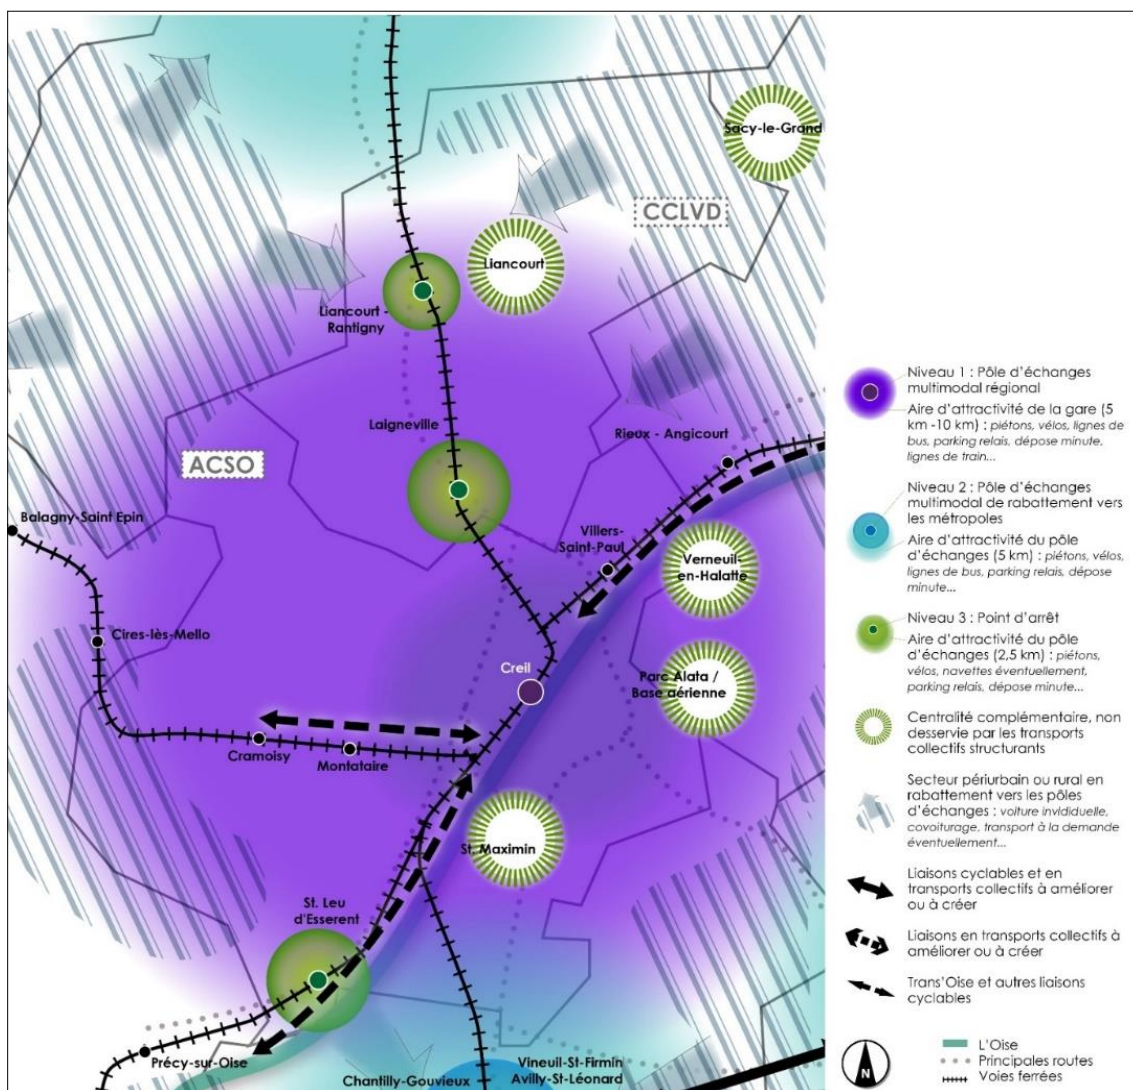 Sacy-le-Grand
CCLVD
Liancourt
Liancourt -
Rantigny
Laigneville
Rieux - Angicourt
ACSO
Balagny-Saint Epin
Villers-
Saint-Paul
Verneuil-
en-Halatte
Cires-lès-Mello
Creil
Parc Alata /
Base aérienne
Cramoisy
Montataire
St. Maximin
St. Leu
d'Esserent
Précy-sur-Oise
Chantilly-Gouvieux
Vineuil-St-Firmin
Avilly-St-Léonard
Niveau 1 : Pôle d'échanges
multimodal régional
Aire d'attractivité de la gare (5
km -10 km) : piétons, vélos, lignes de
bus, parking relais, dépose minute,
lignes de train...
Niveau 2 : Pôle d'échanges
multimodal de rabattement vers
les métropoles
Aire d'attractivité du pôle
d'échanges (5 km) : piétons, vélos,
lignes de bus, parking relais, dépose
minute...
Niveau 3 : Point d'arrêt
Aire d'attractivité du pôle
d'échanges (2,5 km) : piétons,
vélos, navettes éventuellement,
parking relais, dépose minute...
Centralité complémentaire, non
desservie par les transports
collectifs structurants
Secteur périurbain ou rural en
rabattement vers les pôles
d'échanges : voiture invididuelle,
covoiturage, transport à la demande
éventuellement...
Liaisons cyclables et en
transports collectifs à améliorer
ou à créer
Liaisons en transports collectifs à
améliorer ou à créer
Trans'Oise et autres liaisons
cyclables
N
L'Oise
Principales routes
Voies ferrées